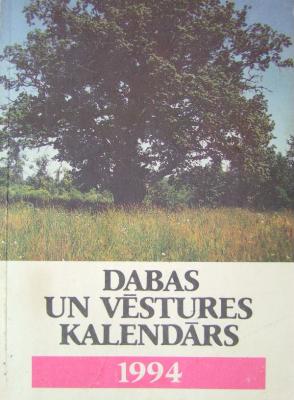 DABAS
UN VĒSTURES
KALENDĀRS
1994